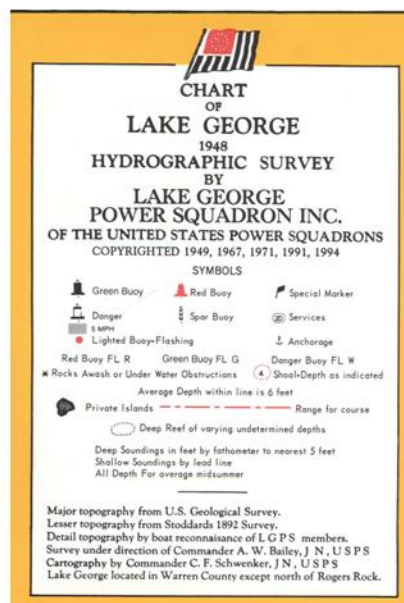 CHART
OF
LAKE GEORGE
1948
HYDROGRAPHIC SURVEY
BY
LAKE GEORGE
POWER SQUADRON INC.
OF THE UNITED STATES POWER SQUADRONS
COPYRIGHTED 1949, 1967, 1971, 1991, 1994
SYMBOLS
Green Buoy Red Buoy Special Marker
Danger Spar Buoy 20 Services
5 MPH
Lighted Buoy-Flashing Anchorage
Red Buoy FL R Green Buoy FL G Danger Buoy FL W
* Rocks Awash or Under Water Obstructions 4 Shoal-Depth as indicated
Average Depth within line is 6 feet
Private Islands Range for course
Deep Reef of varying undetermined depths
Deep Soundings in feet by fathometer to nearest 5 feet
Shallow Soundings by lead line
All Depth For average midsummer
Major topography from U.S. Geological Survey.
Lesser topography from Stoddards 1892 Survey.
Detail topography by boat reconnaisance of L G P S members.
Survey under direction of Commander A. W. Bailey, J N, U S P S
Cartography by Commander C. F. Schwenker, J N, U S P S
Lake George located in Warren County except north of Rogers Rock.